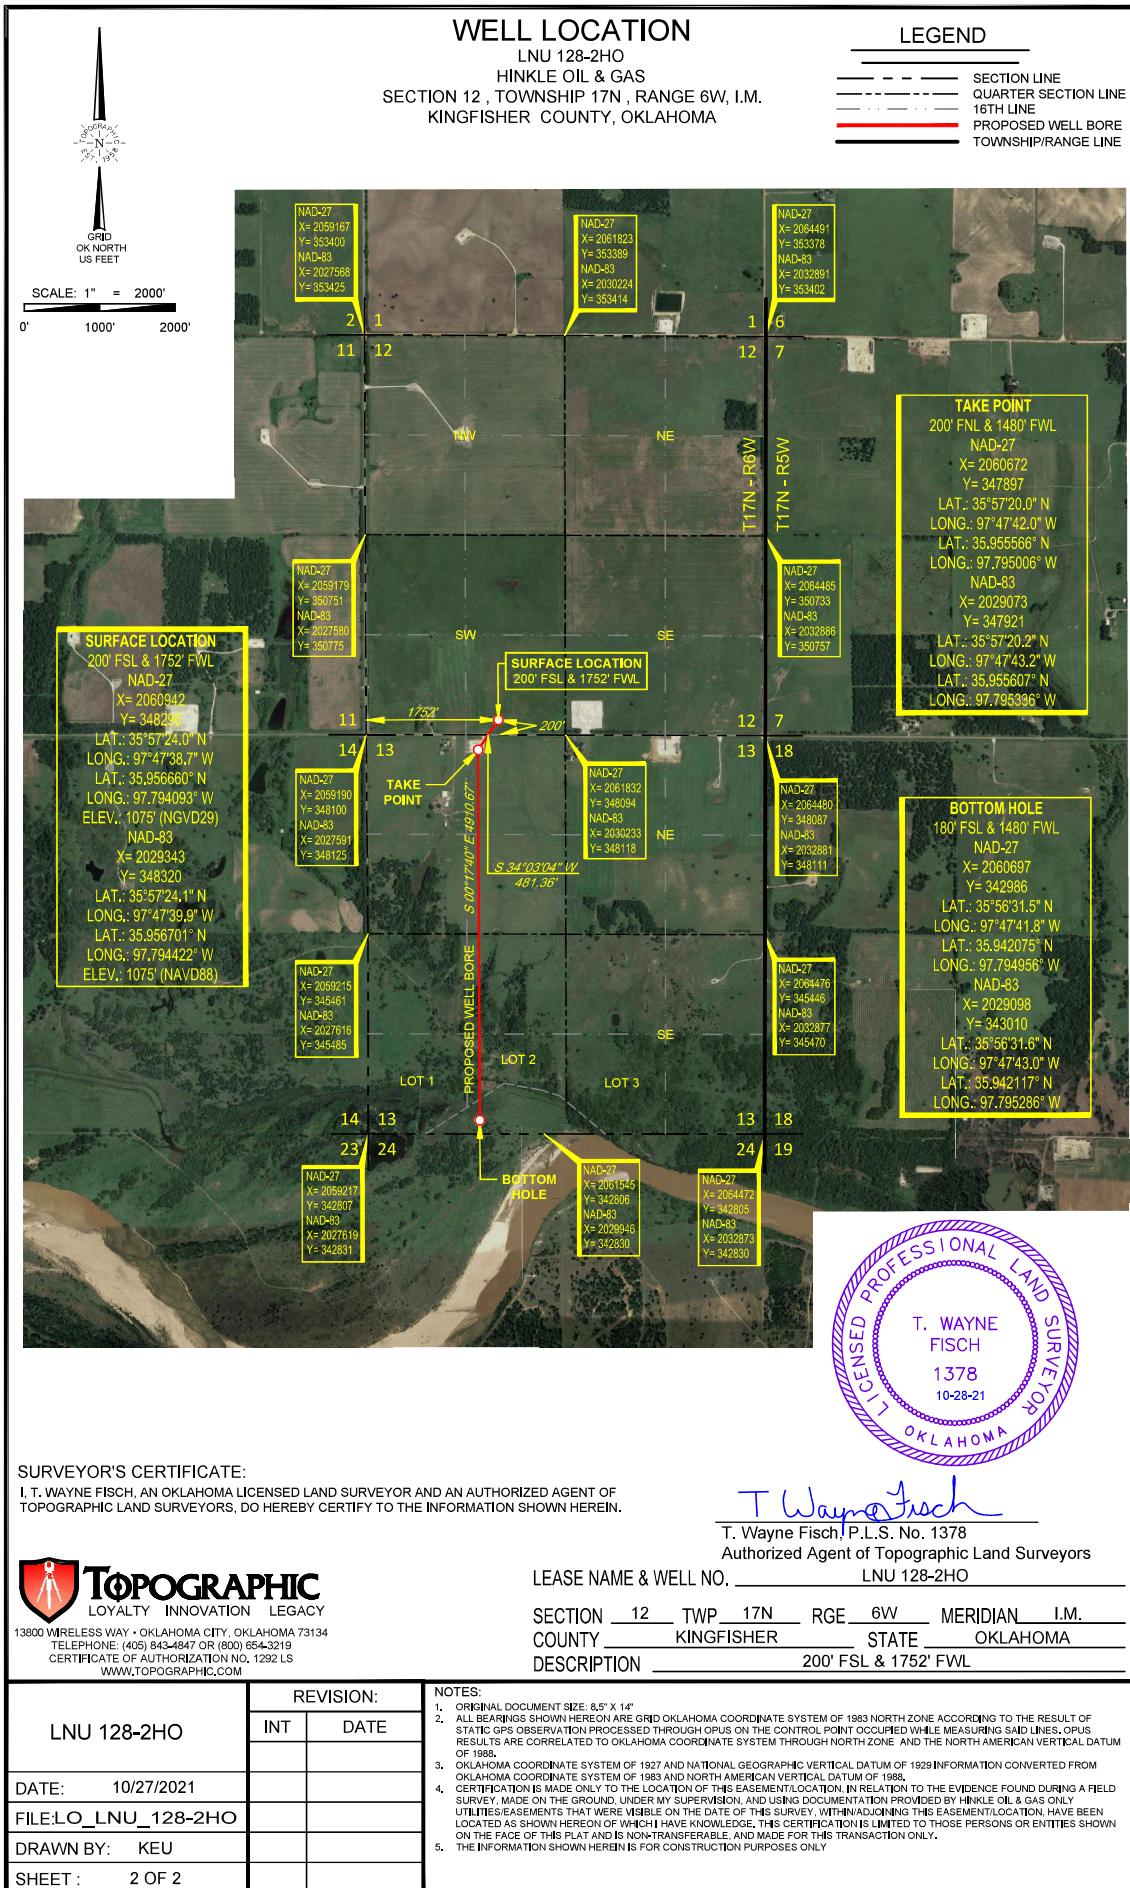 WELL LOCATION
LNU 128-2HO
HINKLE OIL & GAS
SECTION 12 , TOWNSHIP 17N , RANGE 6W, I.M.
KINGFISHER COUNTY, OKLAHOMA
LEGEND
SECTION LINE
QUARTER SECTION LINE
16TH LINE
PROPOSED WELL BORE
TOWNSHIP/RANGE LINE
TOPOGRAPHIC
N
EST. 1958
GRID
OK NORTH
US FEET
SCALE: 1" = 2000'
0' 1000' 2000'
NAD-27
X= 2059167
Y= 353400
NAD-83
X= 2027568
Y= 353425
NAD-27
X= 2061823
Y= 353389
NAD-83
X= 2030224
Y= 353414
NAD-27
X= 2064491
Y= 353378
NAD-83
X= 2032891
Y= 353402
2 1
11 12
1 6
12 7
NW
NE
T17N - R6W
T17N - R5W
TAKE POINT
200' FNL & 1480' FWL
NAD-27
X= 2060672
Y= 347897
LAT.: 35°57'20.0" N
LONG.: 97°47'42.0" W
LAT.: 35.955566° N
LONG.: 97.795006° W
NAD-83
X= 2029073
Y= 347921
LAT.: 35°57'20.2" N
LONG.: 97°47'43.2" W
LAT.: 35.955607° N
LONG.: 97.795336° W
NAD-27
X= 2059179
Y= 350751
NAD-83
X= 2027580
Y= 350775
NAD-27
X= 2064485
Y= 350733
NAD-83
X= 2032886
Y= 350757
SW
SE
SURFACE LOCATION
200' FSL & 1752' FWL
NAD-27
X= 2060942
Y= 348296
LAT.: 35°57'24.0" N
LONG.: 97°47'38.7" W
LAT.: 35.956660° N
LONG.: 97.794093° W
ELEV.: 1075' (NGVD29)
NAD-83
X= 2029343
Y= 348320
LAT.: 35°57'24.1" N
LONG.: 97°47'39.9" W
LAT.: 35.956701° N
LONG.: 97.794422° W
ELEV.: 1075' (NAVD88)
SURFACE LOCATION
200' FSL & 1752' FWL
1752'
200'
11
14 13
12 7
13 18
TAKE
POINT
NAD-27
X= 2059190
Y= 348100
NAD-83
X= 2027591
Y= 348125
NAD-27
X= 2061832
Y= 348094
NAD-83
X= 2030233
Y= 348118
NAD-27
X= 2064480
Y= 348087
NAD-83
X= 2032881
Y= 348111
NE
S 34°03'04" W
481.36'
S 00°17'40" E 4910.67'
PROPOSED WELL BORE
BOTTOM HOLE
180' FSL & 1480' FWL
NAD-27
X= 2060697
Y= 342986
LAT.: 35°56'31.5" N
LONG.: 97°47'41.8" W
LAT.: 35.942075° N
LONG.: 97.794956° W
NAD-83
X= 2029098
Y= 343010
LAT.: 35°56'31.6" N
LONG.: 97°47'43.0" W
LAT.: 35.942117° N
LONG.: 97.795286° W
NAD-27
X= 2059215
Y= 345461
NAD-83
X= 2027616
Y= 345485
NAD-27
X= 2064476
Y= 345446
NAD-83
X= 2032877
Y= 345470
SE
LOT 1
LOT 2
LOT 3
14 13
23 24
13 18
24 19
BOTTOM
HOLE
NAD-27
X= 2059217
Y= 342807
NAD-83
X= 2027619
Y= 342831
NAD-27
X= 2061545
Y= 342806
NAD-83
X= 2029946
Y= 342830
NAD-27
X= 2064472
Y= 342805
NAD-83
X= 2032873
Y= 342830
LICENSED PROFESSIONAL LAND SURVEYOR
T. WAYNE
FISCH
1378
10-28-21
OKLAHOMA
SURVEYOR'S CERTIFICATE:
I, T. WAYNE FISCH, AN OKLAHOMA LICENSED LAND SURVEYOR AND AN AUTHORIZED AGENT OF
TOPOGRAPHIC LAND SURVEYORS, DO HEREBY CERTIFY TO THE INFORMATION SHOWN HEREIN.
T Wayne Fisch
T. Wayne Fisch, P.L.S. No. 1378
Authorized Agent of Topographic Land Surveyors
TOPOGRAPHIC
LOYALTY INNOVATION LEGACY
13800 WIRELESS WAY • OKLAHOMA CITY, OKLAHOMA 73134
TELEPHONE: (405) 843-4847 OR (800) 654-3219
CERTIFICATE OF AUTHORIZATION NO. 1292 LS
WWW.TOPOGRAPHIC.COM
LEASE NAME & WELL NO. LNU 128-2HO
SECTION 12 TWP 17N RGE 6W MERIDIAN I.M.
COUNTY KINGFISHER STATE OKLAHOMA
DESCRIPTION 200' FSL & 1752' FWL
LNU 128-2HO
REVISION:
INT DATE
DATE: 10/27/2021
FILE:LO_LNU_128-2HO
DRAWN BY: KEU
SHEET : 2 OF 2
NOTES:
1. ORIGINAL DOCUMENT SIZE: 8.5" X 14"
2. ALL BEARINGS SHOWN HEREON ARE GRID OKLAHOMA COORDINATE SYSTEM OF 1983 NORTH ZONE ACCORDING TO THE RESULT OF
STATIC GPS OBSERVATION PROCESSED THROUGH OPUS ON THE CONTROL POINT OCCUPIED WHILE MEASURING SAID LINES. OPUS
RESULTS ARE CORRELATED TO OKLAHOMA COORDINATE SYSTEM THROUGH NORTH ZONE AND THE NORTH AMERICAN VERTICAL DATUM
OF 1988.
3. OKLAHOMA COORDINATE SYSTEM OF 1927 AND NATIONAL GEOGRAPHIC VERTICAL DATUM OF 1929 INFORMATION CONVERTED FROM
OKLAHOMA COORDINATE SYSTEM OF 1983 AND NORTH AMERICAN VERTICAL DATUM OF 1988.
4. CERTIFICATION IS MADE ONLY TO THE LOCATION OF THIS EASEMENT/LOCATION, IN RELATION TO THE EVIDENCE FOUND DURING A FIELD
SURVEY, MADE ON THE GROUND, UNDER MY SUPERVISION, AND USING DOCUMENTATION PROVIDED BY HINKLE OIL & GAS ONLY
UTILITIES/EASEMENTS THAT WERE VISIBLE ON THE DATE OF THIS SURVEY, WITHIN/ADJOINING THIS EASEMENT/LOCATION, HAVE BEEN
LOCATED AS SHOWN HEREON OF WHICH I HAVE KNOWLEDGE. THIS CERTIFICATION IS LIMITED TO THOSE PERSONS OR ENTITIES SHOWN
ON THE FACE OF THIS PLAT AND IS NON-TRANSFERABLE, AND MADE FOR THIS TRANSACTION ONLY.
5. THE INFORMATION SHOWN HEREIN IS FOR CONSTRUCTION PURPOSES ONLY